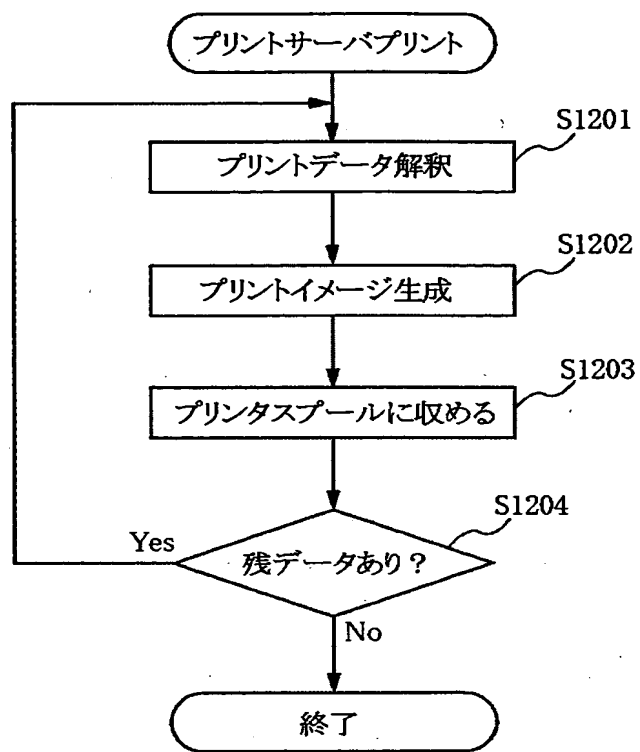 プリントサーバプリント
S1201
プリントデータ解釈
S1202
プリントイメージ生成
S1203
プリンタスプールに収める
S1204
Yes
残データあり?
No
終了